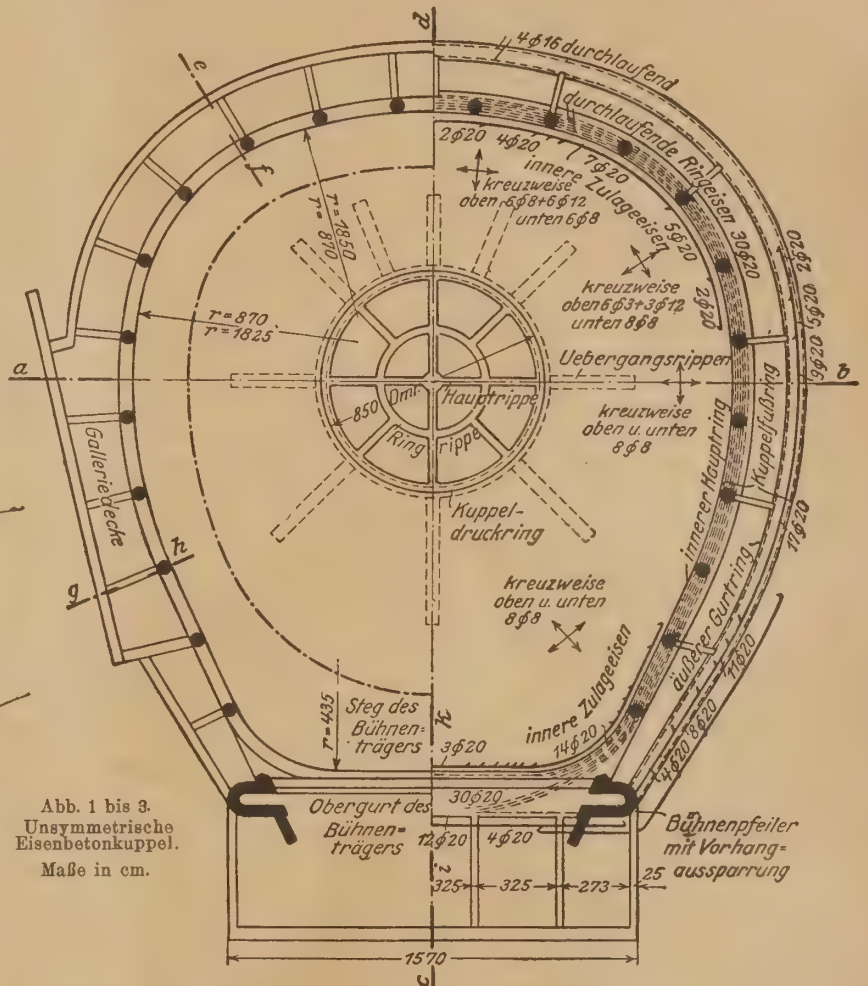 d
4 ϕ 16 durchlaufend
e
f
durchlaufende Ringeisen 30 ϕ 20
2 ϕ 20
4 ϕ 20
7 ϕ 20
innere Zulageeisen
5 ϕ 20
2 ϕ 20
kreuzweise
oben 6 ϕ 8 + 6 ϕ 12
unten 6 ϕ 8
r = 1850
r = 870
kreuzweise
oben 6 ϕ 3 + 3 ϕ 12
unten 8 ϕ 8
2 ϕ 20
5 ϕ 20
9 ϕ 20
r = 870
r = 1825
Uebergangsrippen
a
b
850
Dmr.
Hauptrippe
Ring
rippe
kreuzweise
oben u. unten
8 ϕ 8
Galleriedecke
innerer Hauptring
Kuppelfußring
Kuppel-
druckring
17 ϕ 20
g
h
kreuzweise
oben u. unten
8 ϕ 8
äußerer Gurtring
11 ϕ 20
8 ϕ 20
4 ϕ 20
r = 435
Steg des
Bühnen=
trägers
k
innere Zulageeisen
14 ϕ 20
3 ϕ 20
30 ϕ 20
Abb. 1 bis 3.
Unsymmetrische
Eisenbetonkuppel.
Maße in cm.
Obergurt des
Bühnen=
trägers
12 ϕ 20
4 ϕ 20
Bühnenpfeiler
mit Vorhang=
aussparrung
i
325
325
273
25
1570
c